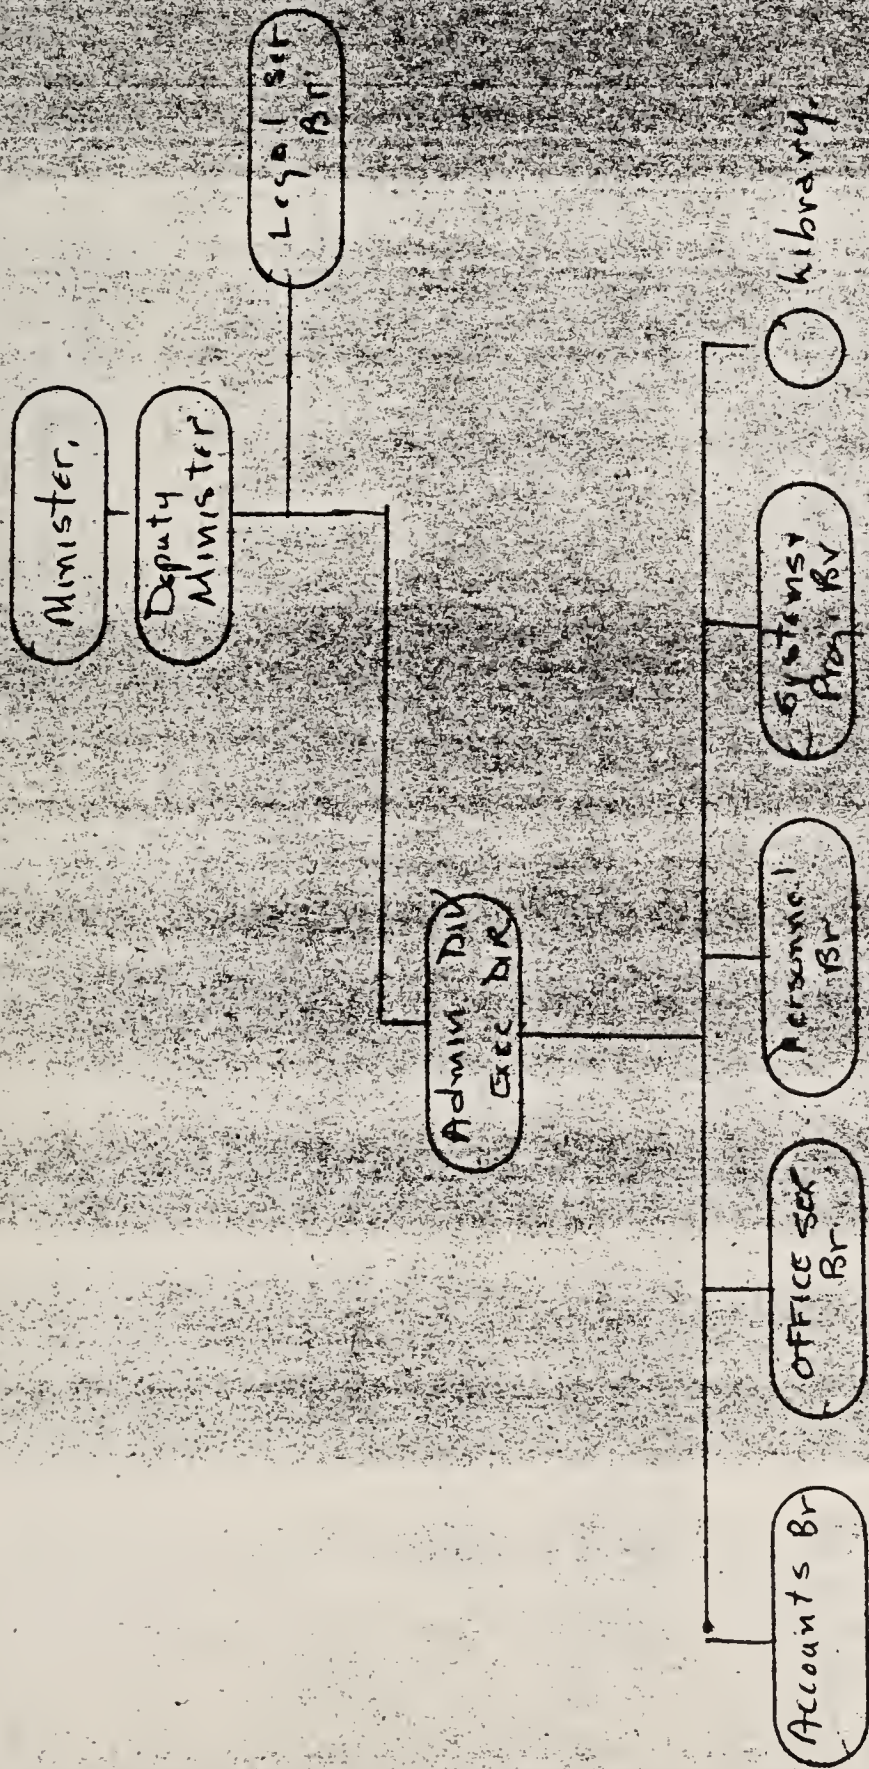 Minister,
Deputy
Minister
Legal Ser
Br
Admin Div
Exec DIR
Accounts Br
OFFICE Ser
Br.
Personnel
Br
Systems &
Prog. Br
Library.